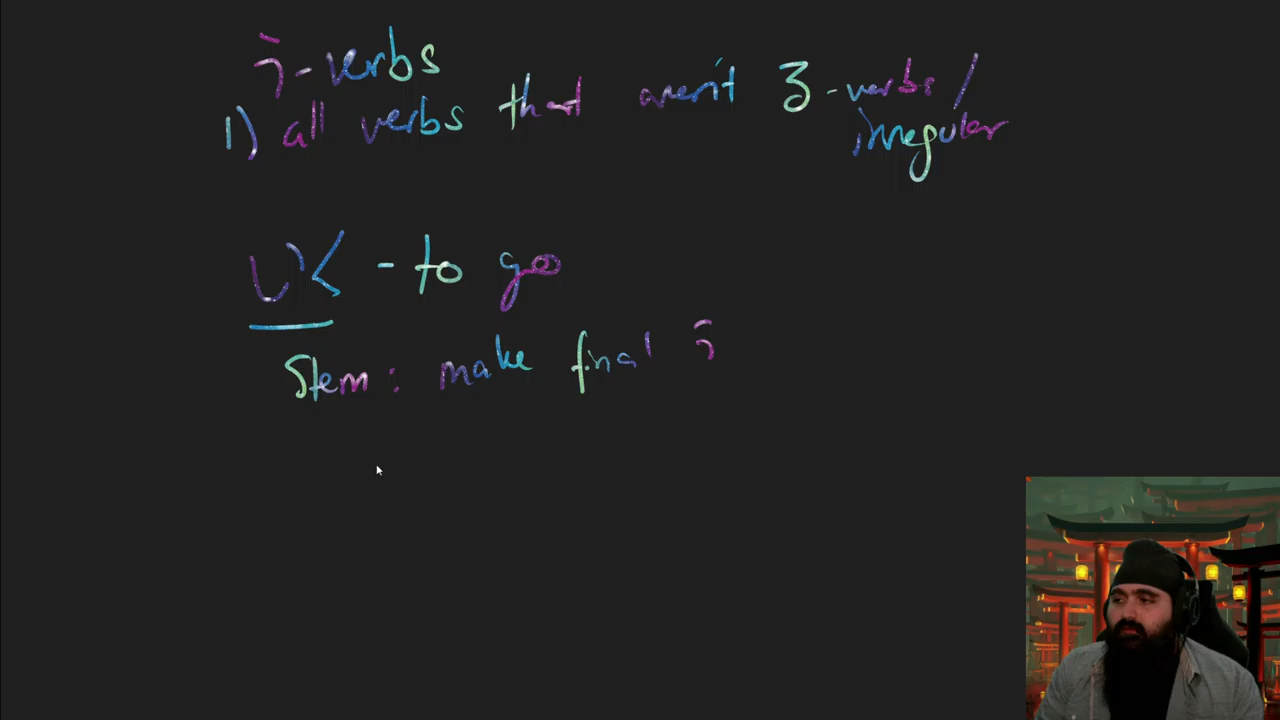 う-verbs
1) all verbs that aren't る-verbs /
irregular
いく - to go
Stem: make final う